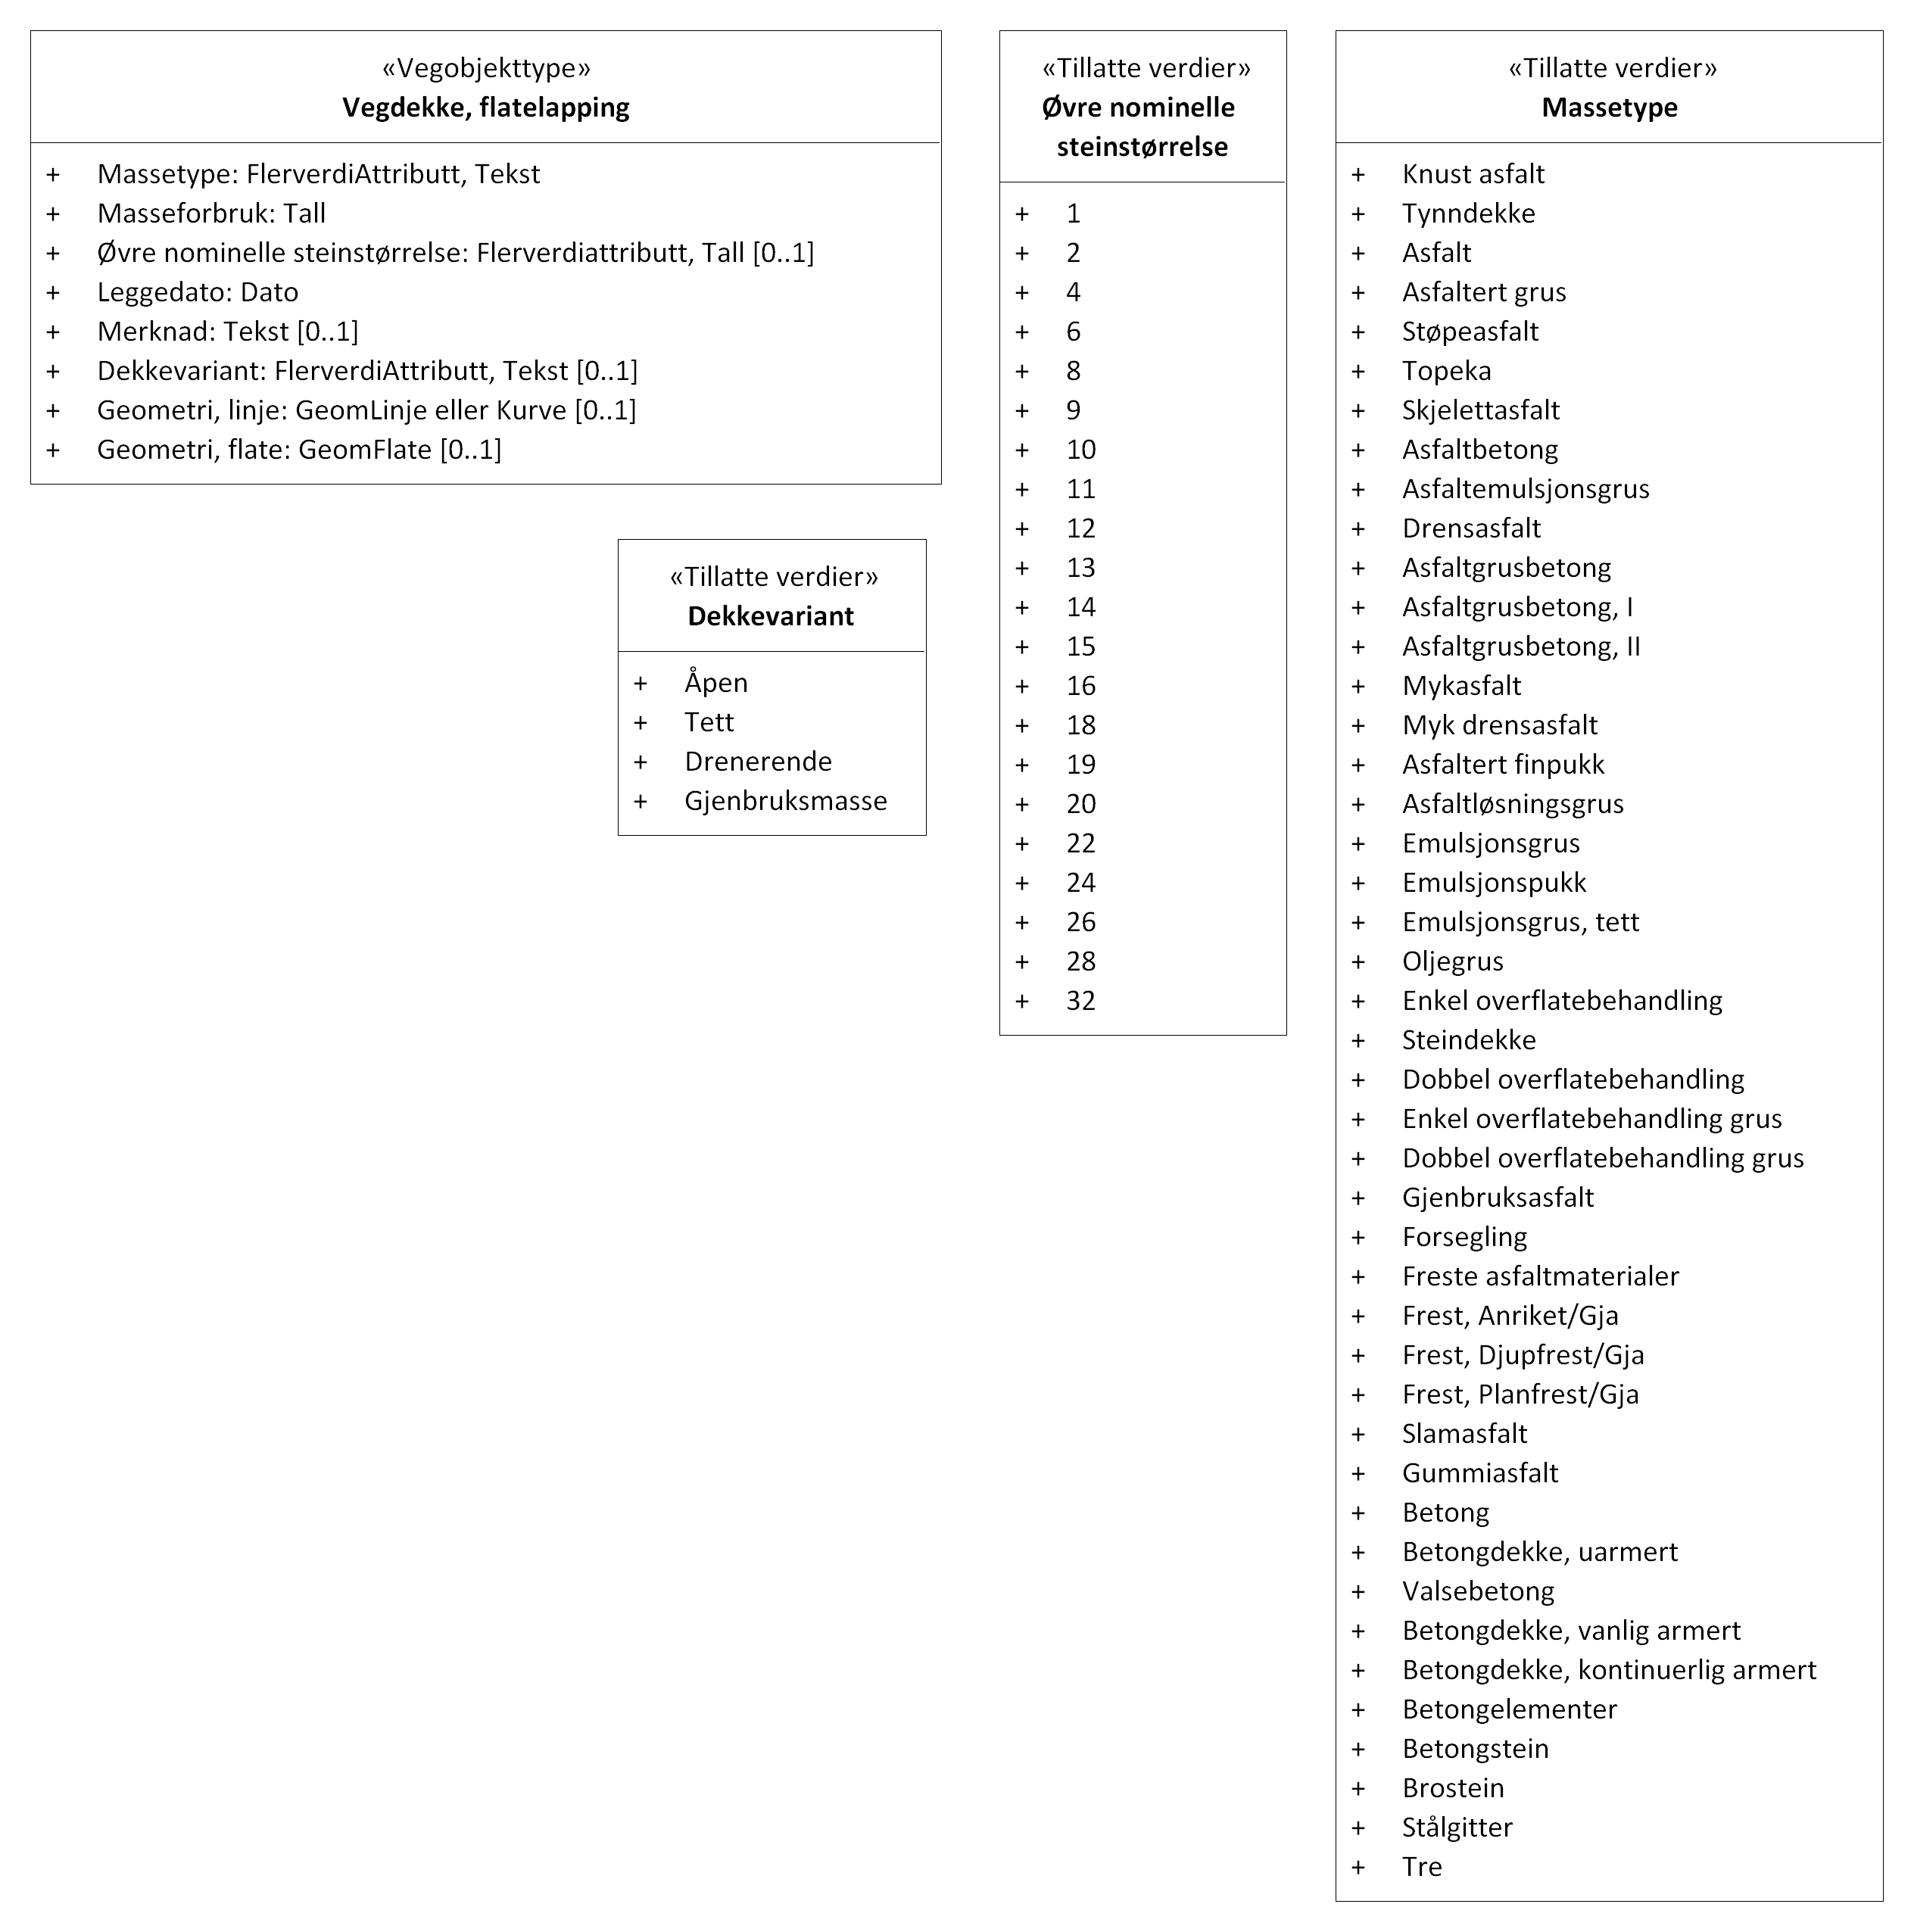 «Vegobjekttype»
Vegdekke, flatelapping
+ Massetype: FlerverdiAttributt, Tekst
+ Masseforbruk: Tall
+ Øvre nominelle steinstørrelse: Flerverdiattributt, Tall [0..1]
+ Leggedato: Dato
+ Merknad: Tekst [0..1]
+ Dekkevariant: FlerverdiAttributt, Tekst [0..1]
+ Geometri, linje: GeomLinje eller Kurve [0..1]
+ Geometri, flate: GeomFlate [0..1]
«Tillatte verdier»
Dekkevariant
+ Åpen
+ Tett
+ Drenerende
+ Gjenbruksmasse
«Tillatte verdier»
Øvre nominelle
steinstørrelse
+ 1
+ 2
+ 4
+ 6
+ 8
+ 9
+ 10
+ 11
+ 12
+ 13
+ 14
+ 15
+ 16
+ 18
+ 19
+ 20
+ 22
+ 24
+ 26
+ 28
+ 32
«Tillatte verdier»
Massetype
+ Knust asfalt
+ Tynndekke
+ Asfalt
+ Asfaltert grus
+ Støpeasfalt
+ Topeka
+ Skjelettasfalt
+ Asfaltbetong
+ Asfaltemulsjonsgrus
+ Drensasfalt
+ Asfaltgrusbetong
+ Asfaltgrusbetong, I
+ Asfaltgrusbetong, II
+ Mykasfalt
+ Myk drensasfalt
+ Asfaltert finpukk
+ Asfaltløsningsgrus
+ Emulsjonsgrus
+ Emulsjonspukk
+ Emulsjonsgrus, tett
+ Oljegrus
+ Enkel overflatebehandling
+ Steindekke
+ Dobbel overflatebehandling
+ Enkel overflatebehandling grus
+ Dobbel overflatebehandling grus
+ Gjenbruksasfalt
+ Forsegling
+ Freste asfaltmaterialer
+ Frest, Anriket/Gja
+ Frest, Djupfrest/Gja
+ Frest, Planfrest/Gja
+ Slamasfalt
+ Gummiasfalt
+ Betong
+ Betongdekke, uarmert
+ Valsebetong
+ Betongdekke, vanlig armert
+ Betongdekke, kontinuerlig armert
+ Betongelementer
+ Betongstein
+ Brostein
+ Stålgitter
+ Tre